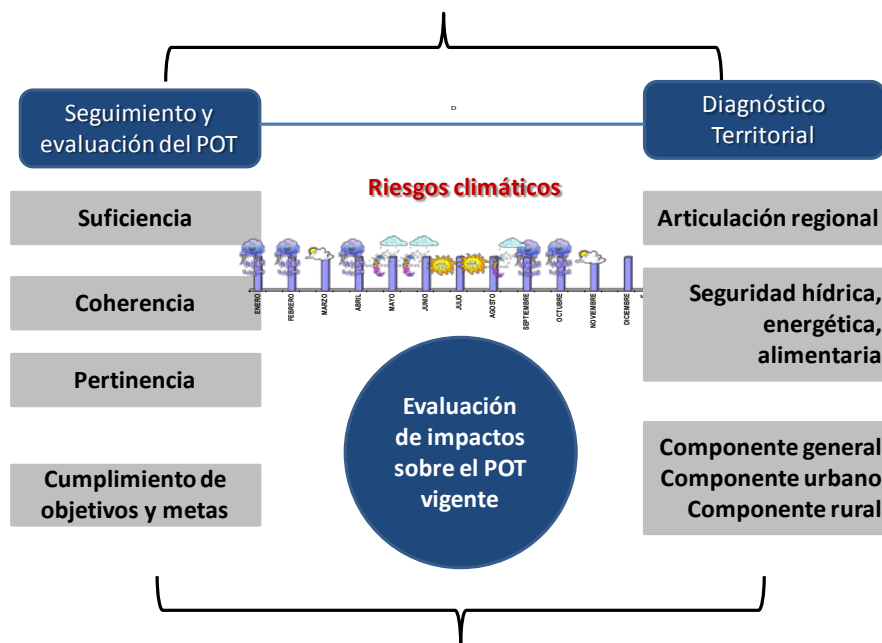 Seguimiento y
evaluación del POT
Diagnóstico
Territorial
Riesgos climáticos
Suficiencia
Coherencia
Pertinencia
Cumplimiento de
objetivos y metas
ENERO
FEBRERO
MARZO
ABRIL
MAYO
JUNIO
JULIO
AGOSTO
SEPTIEMBRE
OCTUBRE
NOVIEMBRE
DICIEMBRE
Evaluación
de impactos
sobre el POT
vigente
Articulación regional
Seguridad hídrica,
energética,
alimentaria
Componente general
Componente urbano
Componente rural